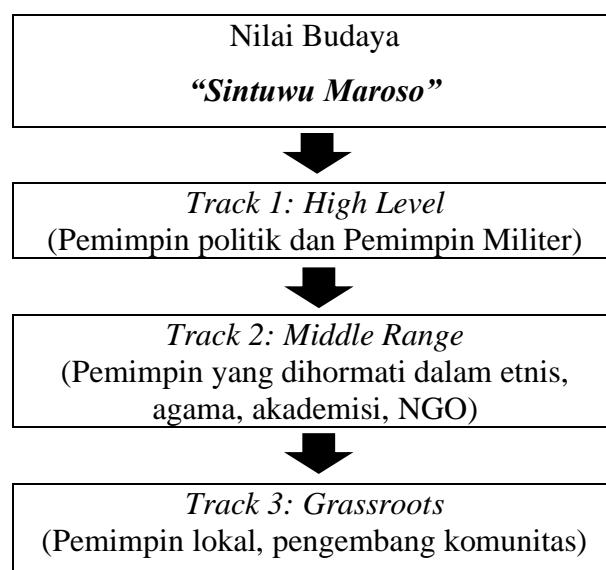 Nilai Budaya
“Sintuwu Maroso”
Track 1: High Level
(Pemimpin politik dan Pemimpin Militer)
Track 2: Middle Range
(Pemimpin yang dihormati dalam etnis,
agama, akademisi, NGO)
Track 3: Grassroots
(Pemimpin lokal, pengembang komunitas)